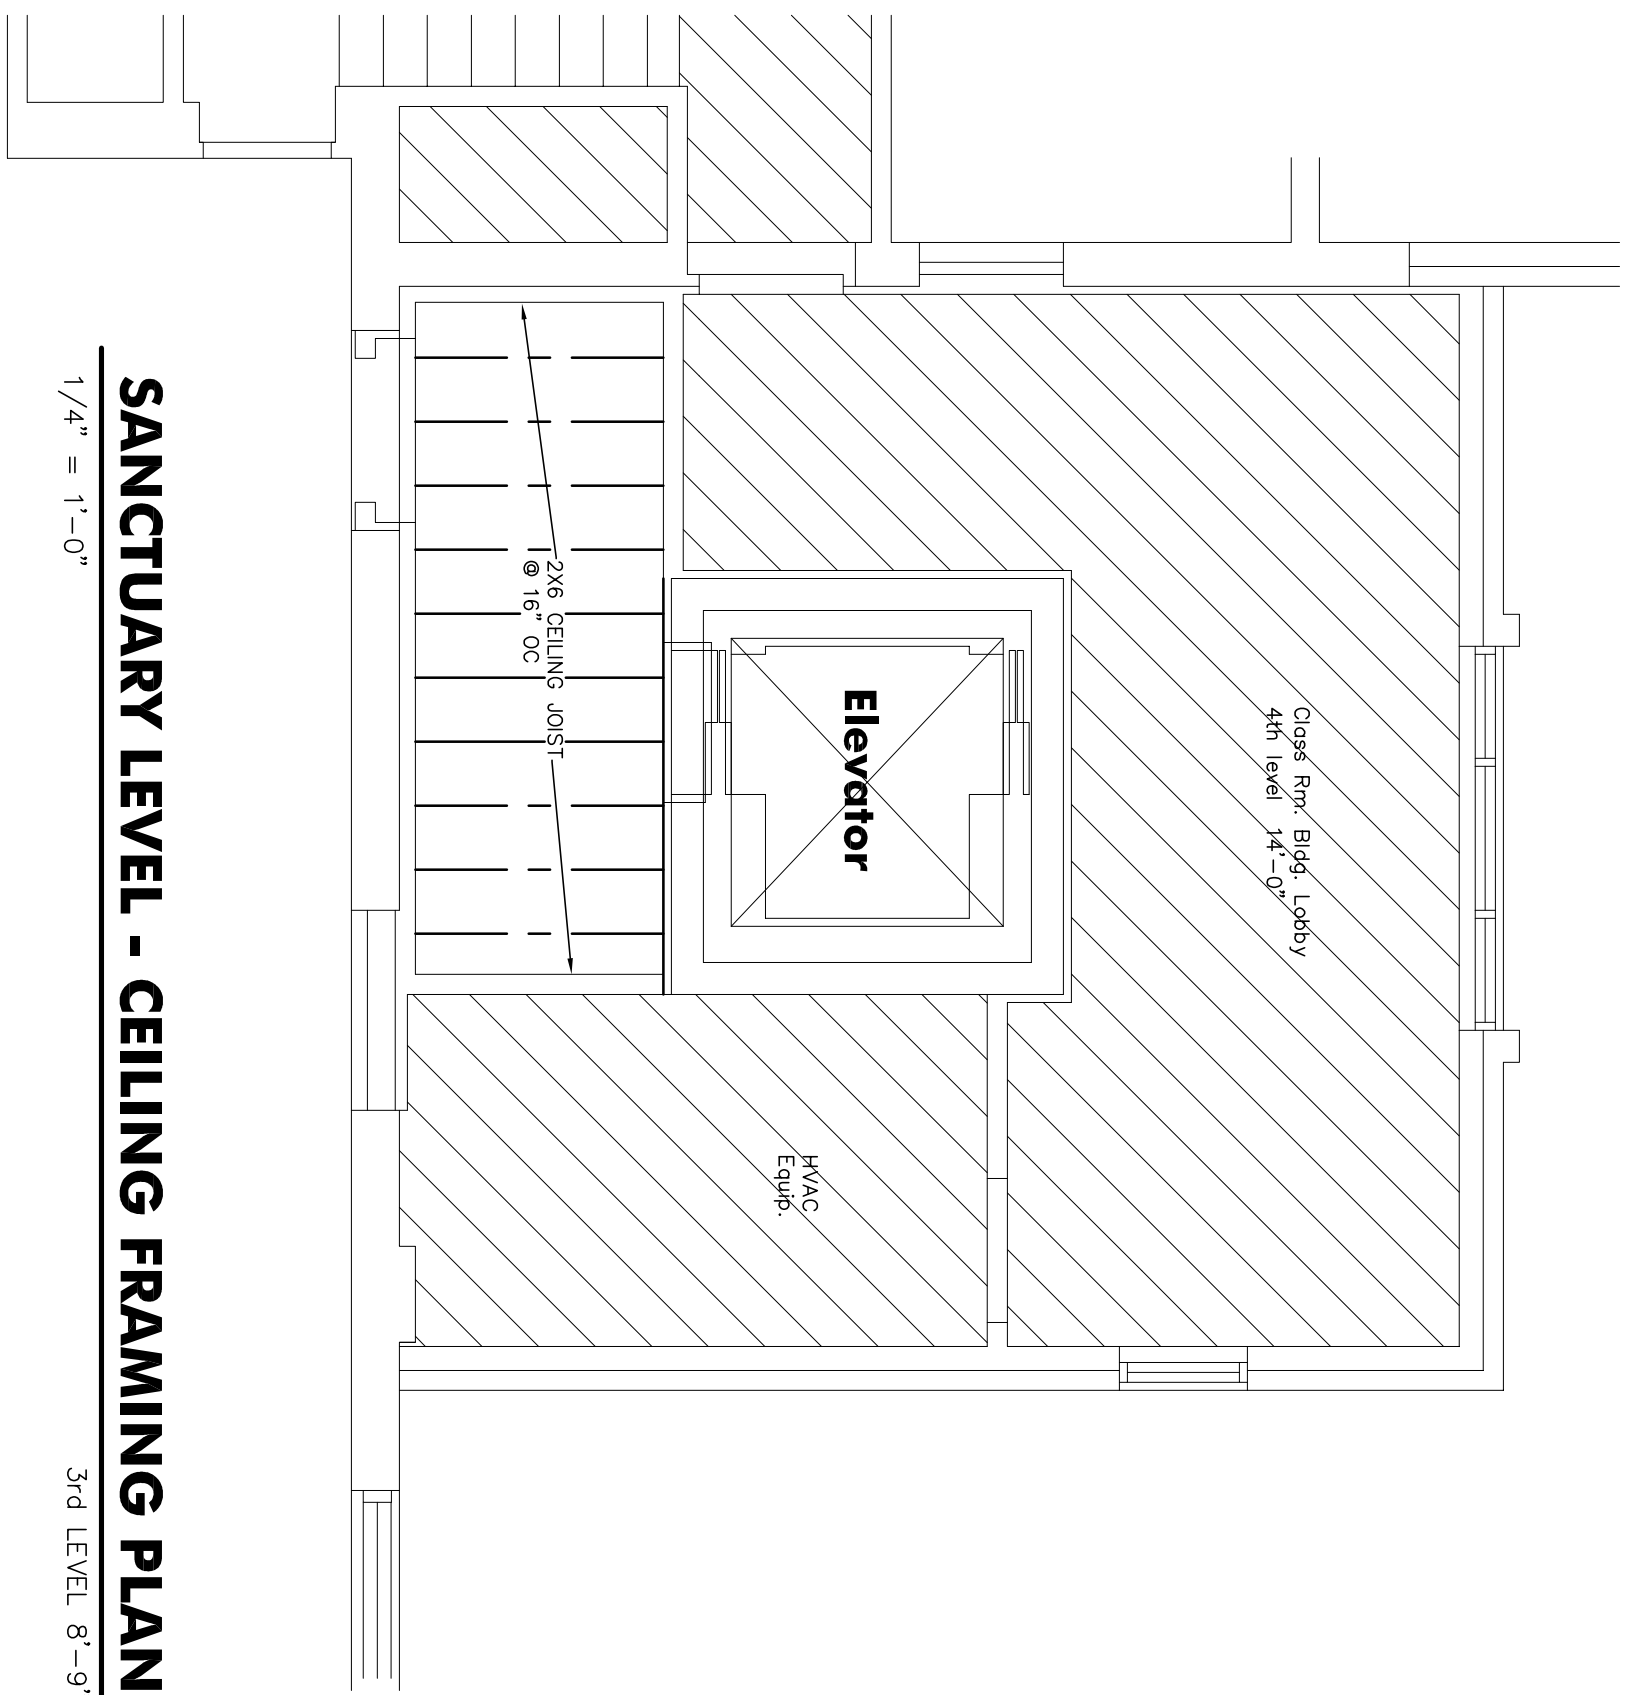 Class Rm. Bldg. Lobby
4th level 14'-0"
Elevator
HVAC
Equip.
2X6 CEILING JOIST
@ 16" OC
SANCTUARY LEVEL - CEILING FRAMING PLAN
1/4" = 1'-0"
3rd LEVEL 8'-9"